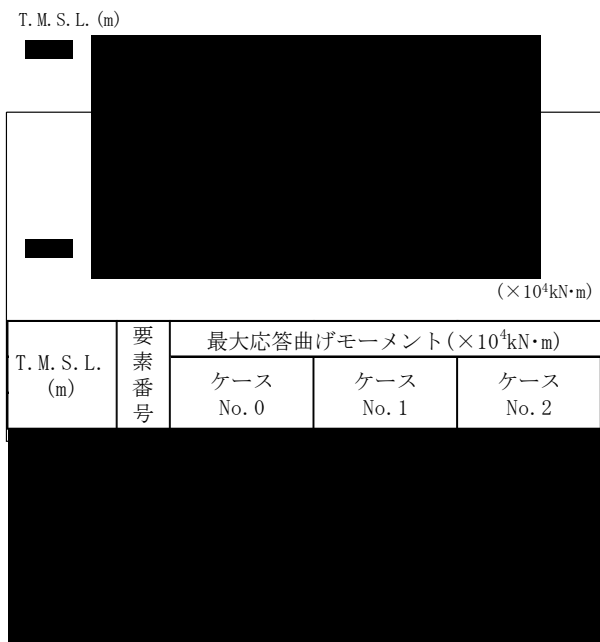 T.M.S.L.(m)
(×10⁴kN･m)
T.M.S.L.
(m)
要素番号
最大応答曲げモーメント(×10⁴kN･m)
ケース
No.0
ケース
No.1
ケース
No.2